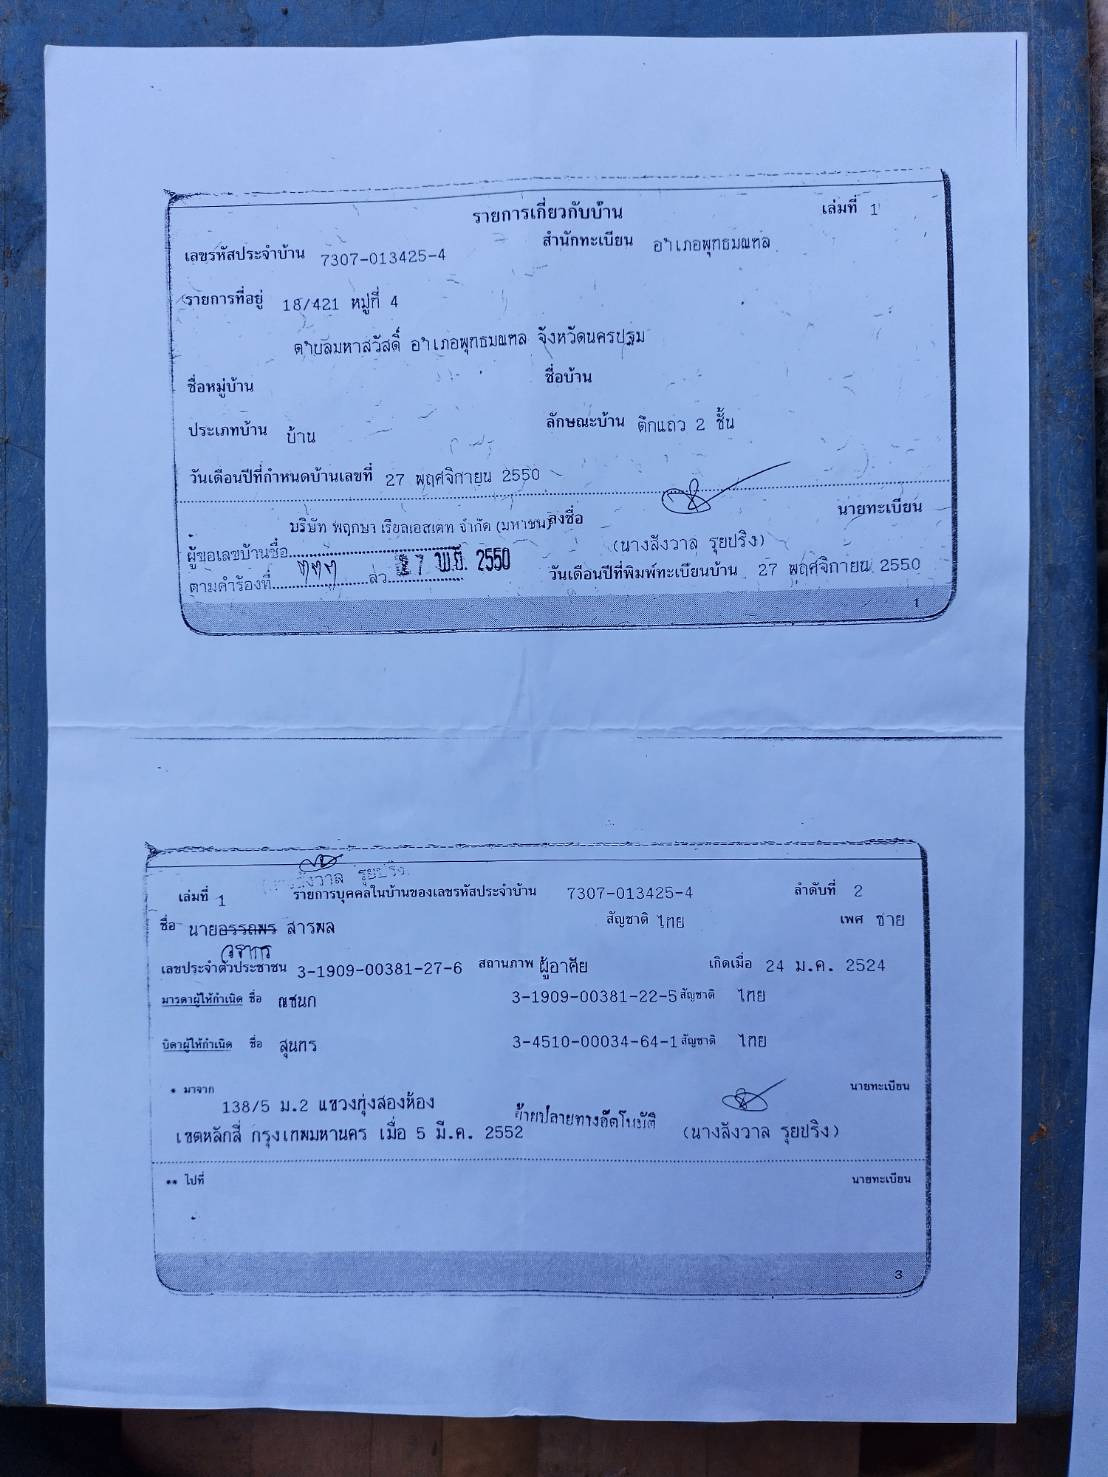 รายการเกี่ยวกับบ้าน เล่มที่ 1
เลขรหัสประจำบ้าน 7307-013425-4 สำนักทะเบียน อำเภอพุทธมณฑล
รายการที่อยู่ 18/421 หมู่ที่ 4
ตำบลมหาสวัสดิ์ อำเภอพุทธมณฑล จังหวัดนครปฐม
ชื่อหมู่บ้าน ชื่อบ้าน
ประเภทบ้าน บ้าน ลักษณะบ้าน ตึกแถว 2 ชั้น
วันเดือนปีที่กำหนดบ้านเลขที่ 27 พฤศจิกายน 2550
บริษัท พฤกษา เรียลเอสเตท จำกัด (มหาชน) ลงชื่อ นายทะเบียน
ผู้ขอเลขบ้านชื่อ (นางสังวาล รุยปริง)
ตามคำร้องที่ ลว. 27 พ.ย. 2550 วันเดือนปีที่พิมพ์ทะเบียนบ้าน 27 พฤศจิกายน 2550
1
นางสังวาล รุยปริง
เล่มที่ 1 รายการบุคคลในบ้านของเลขรหัสประจำบ้าน 7307-013425-4 ลำดับที่ 2
ชื่อ นายอรรถพร สารพล สัญชาติ ไทย เพศ ชาย
เลขประจำตัวประชาชน 3-1909-00381-27-6 สถานภาพ ผู้อาศัย เกิดเมื่อ 24 ม.ค. 2524
มารดาผู้ให้กำเนิด ชื่อ ณชนก 3-1909-00381-22-5 สัญชาติ ไทย
บิดาผู้ให้กำเนิด ชื่อ สุนทร 3-4510-00034-64-1 สัญชาติ ไทย
* มาจาก นายทะเบียน
138/5 ม.2 แขวงทุ่งสองห้อง ย้ายปลายทางอัตโนมัติ
เขตหลักสี่ กรุงเทพมหานคร เมื่อ 5 มี.ค. 2552 (นางสังวาล รุยปริง)
** ไปที่ นายทะเบียน
3